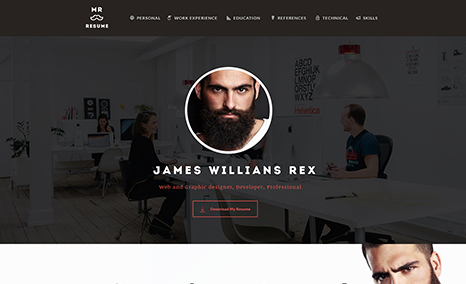 MR
RESUME
PERSONAL
WORK EXPERIENCE
EDUCATION
REFERENCES
TECHNICAL
SKILLS
JAMES WILLIANS REX
Web and Graphic designer, Developer, Professional
Download My Resume
Helvetica